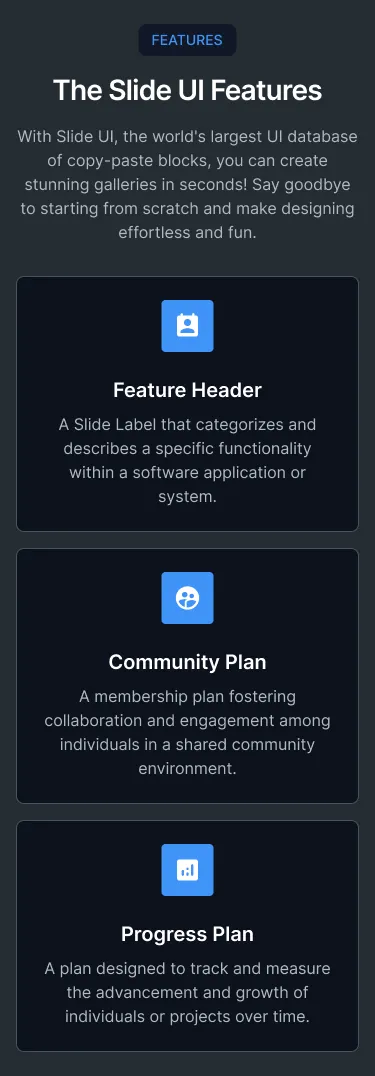 FEATURES
The Slide UI Features
With Slide UI, the world's largest UI database
of copy-paste blocks, you can create
stunning galleries in seconds! Say goodbye
to starting from scratch and make designing
effortless and fun.
Feature Header
A Slide Label that categorizes and
describes a specific functionality
within a software application or
system.
Community Plan
A membership plan fostering
collaboration and engagement among
individuals in a shared community
environment.
Progress Plan
A plan designed to track and measure
the advancement and growth of
individuals or projects over time.